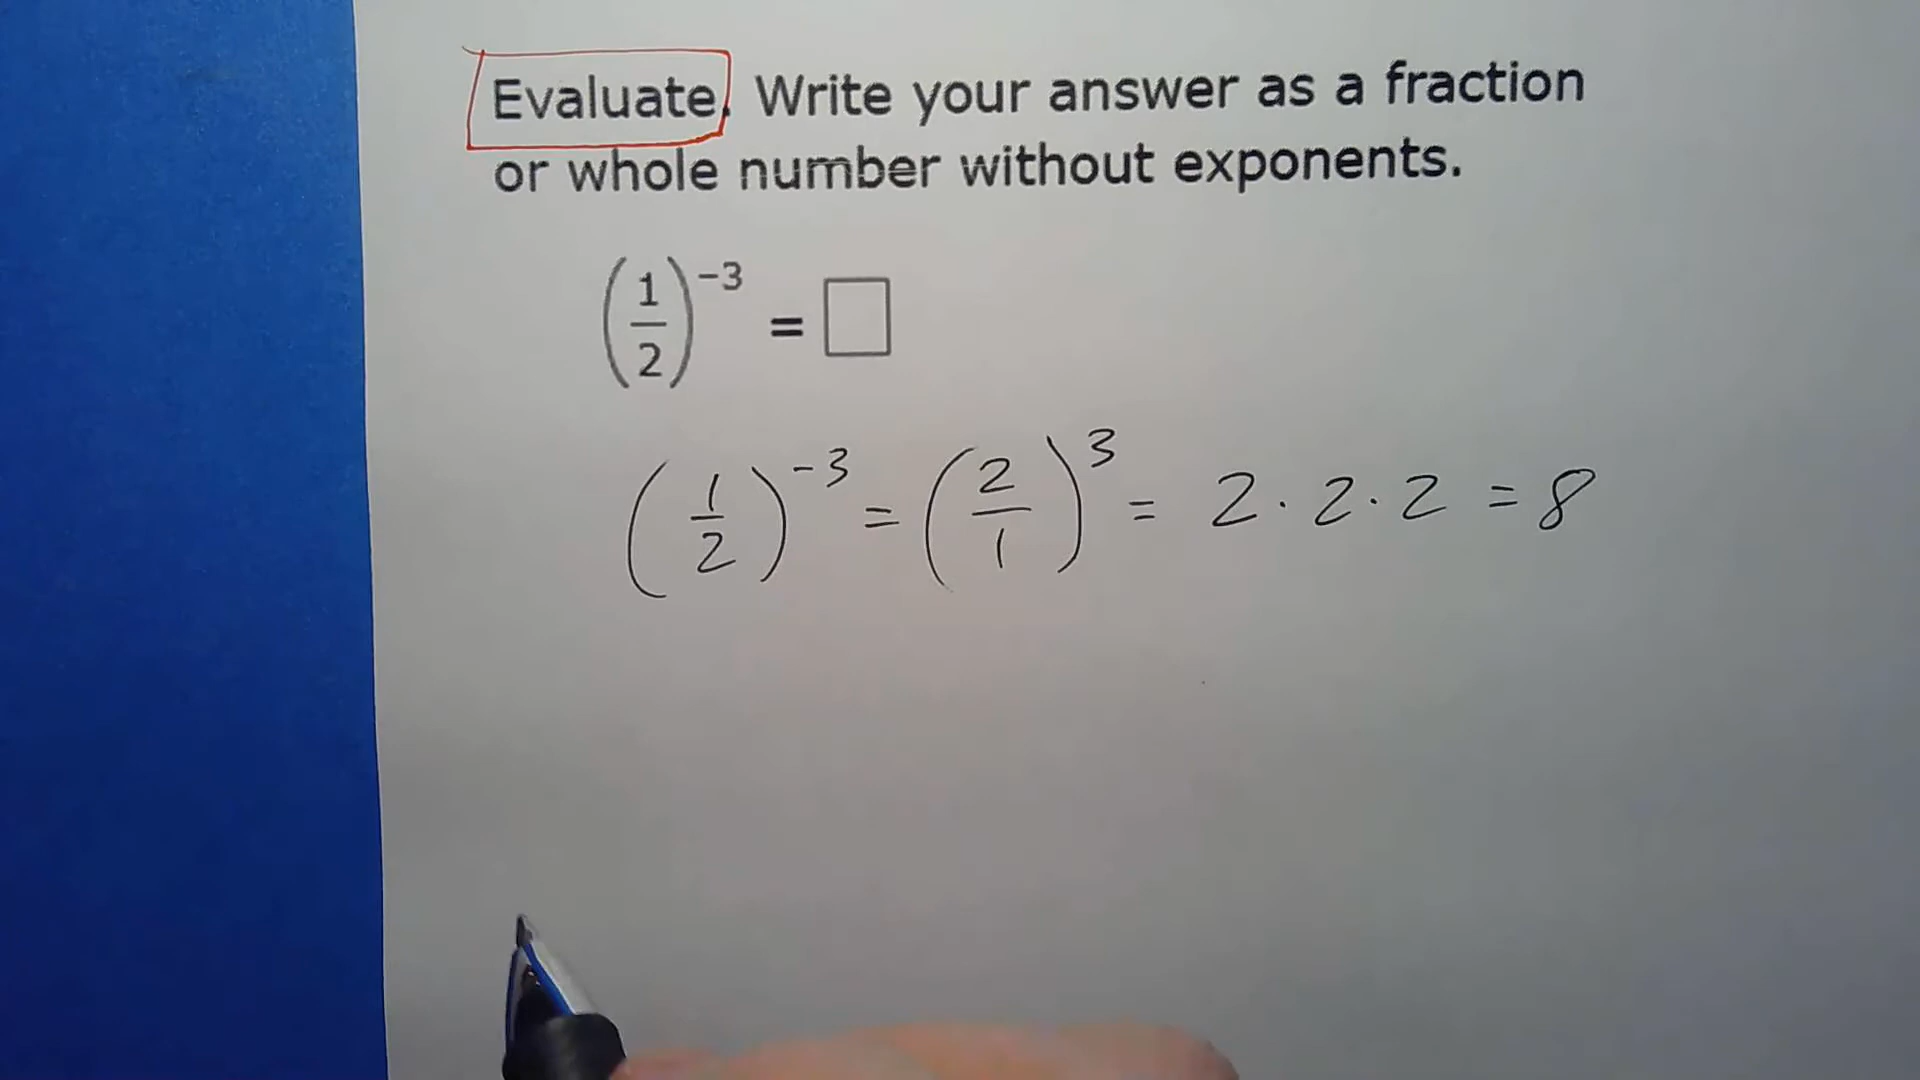 Evaluate. Write your answer as a fraction
or whole number without exponents.
(1/2)^-3 = □
(1/2)^-3 = (2/1)^3 = 2 · 2 · 2 = 8